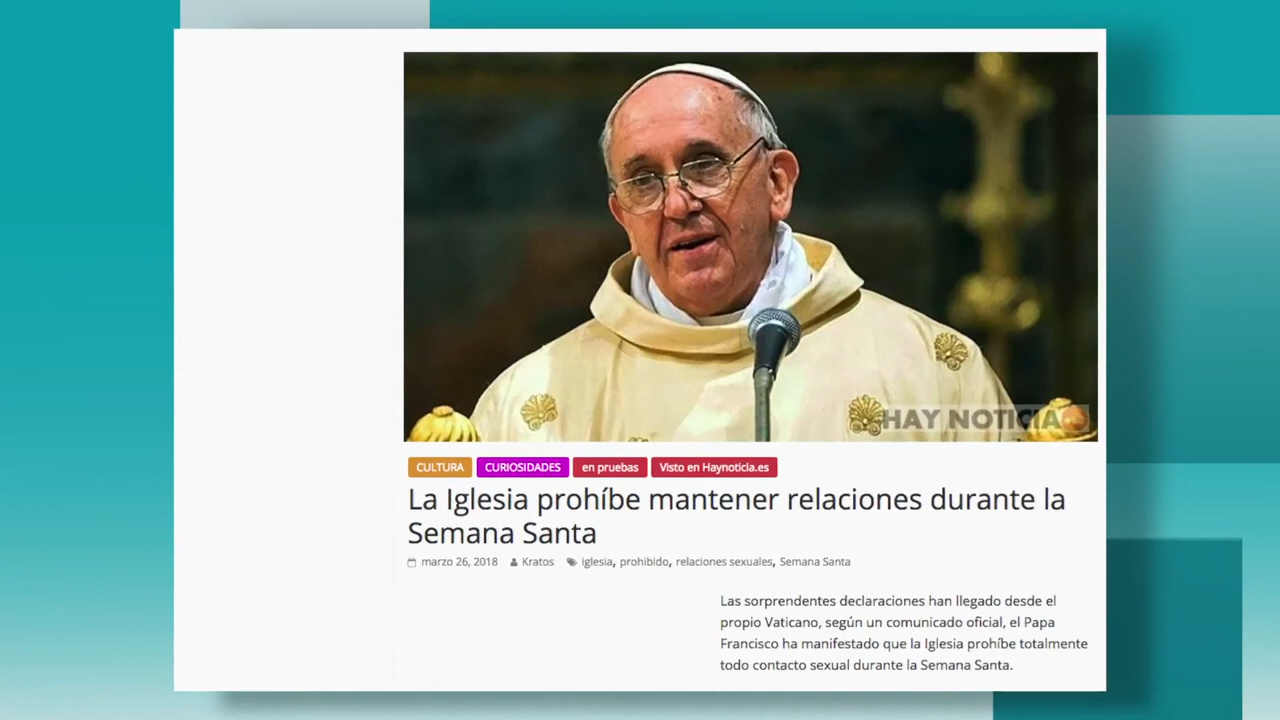 HAY NOTICIA
CULTURA CURIOSIDADES en pruebas Visto en Haynoticia.es
La Iglesia prohíbe mantener relaciones durante la
Semana Santa
marzo 26, 2018 Kratos iglesia, prohibido, relaciones sexuales, Semana Santa
Las sorprendentes declaraciones han llegado desde el
propio Vaticano, según un comunicado oficial, el Papa
Francisco ha manifestado que la Iglesia prohíbe totalmente
todo contacto sexual durante la Semana Santa.